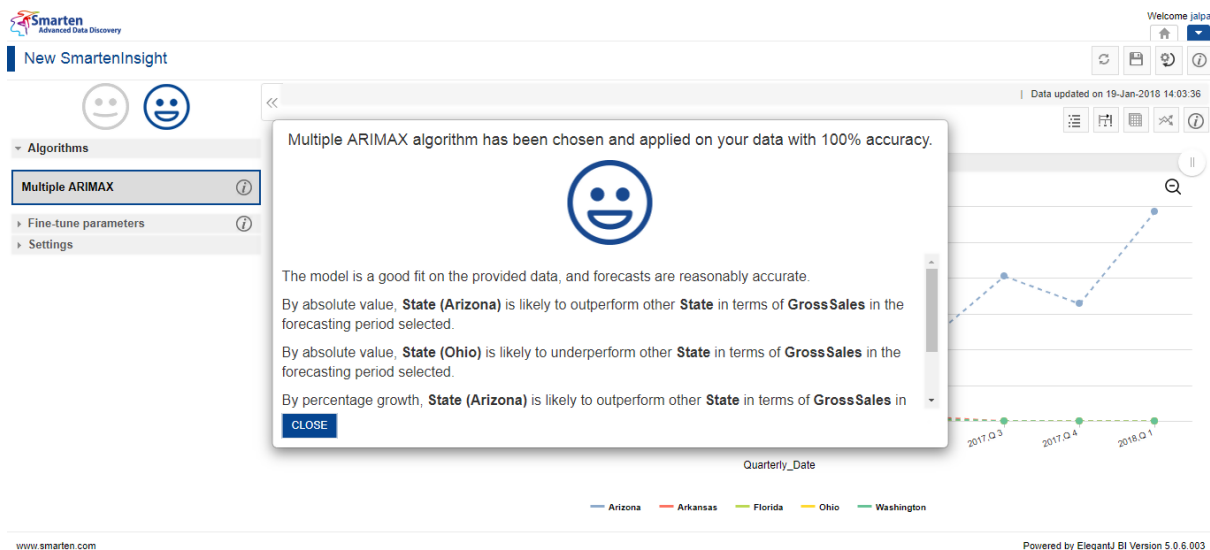 Smarten
Advanced Data Discovery
Welcome jalpa
New SmartenInsight
Data updated on 19-Jan-2018 14:03:36
Algorithms
Multiple ARIMAX
Fine-tune parameters
Settings
Multiple ARIMAX algorithm has been chosen and applied on your data with 100% accuracy.
The model is a good fit on the provided data, and forecasts are reasonably accurate.
By absolute value, State (Arizona) is likely to outperform other State in terms of GrossSales in the
forecasting period selected.
By absolute value, State (Ohio) is likely to underperform other State in terms of GrossSales in the
forecasting period selected.
By percentage growth, State (Arizona) is likely to outperform other State in terms of GrossSales in
CLOSE
2017.Q 3
2017.Q 4
2018.Q 1
Quarterly_Date
Arizona
Arkansas
Florida
Ohio
Washington
www.smarten.com
Powered by ElegantJ BI Version 5.0.6.003